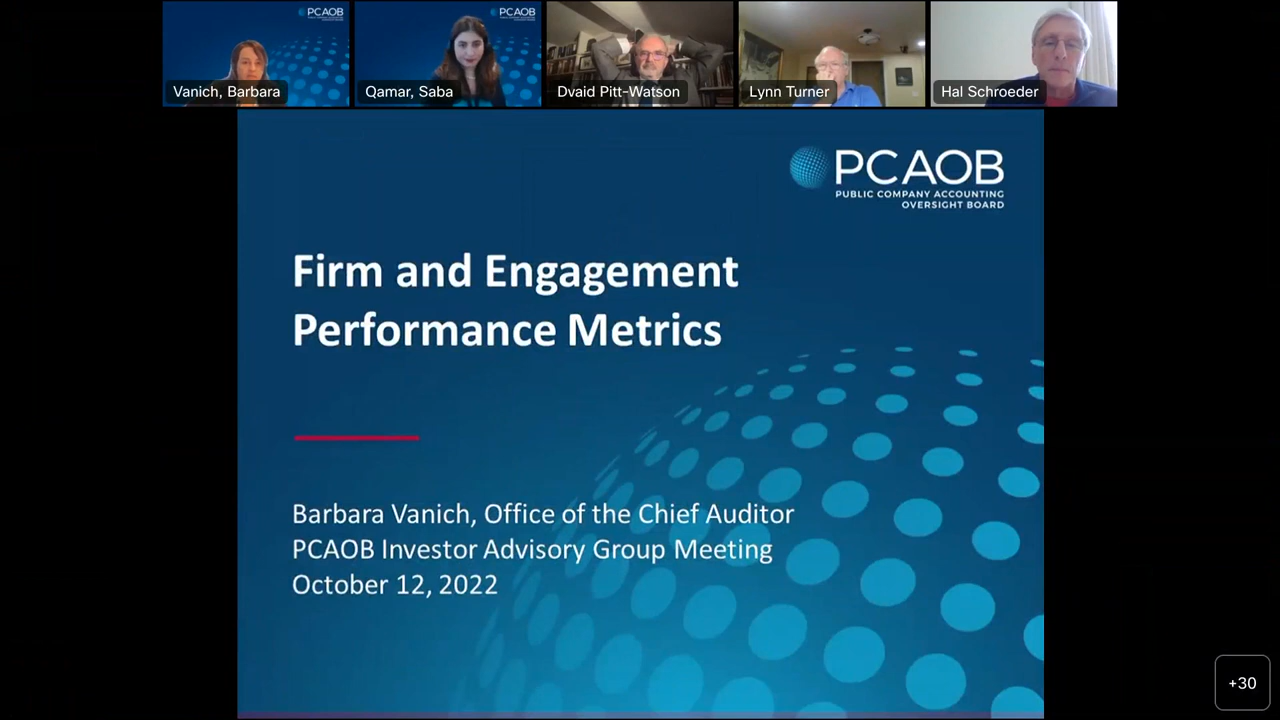 PCAOB
PCAOB
Vanich, Barbara
Qamar, Saba
Dvaid Pitt-Watson
Lynn Turner
Hal Schroeder
PCAOB
PUBLIC COMPANY ACCOUNTING
OVERSIGHT BOARD
Firm and Engagement
Performance Metrics
Barbara Vanich, Office of the Chief Auditor
PCAOB Investor Advisory Group Meeting
October 12, 2022
+30